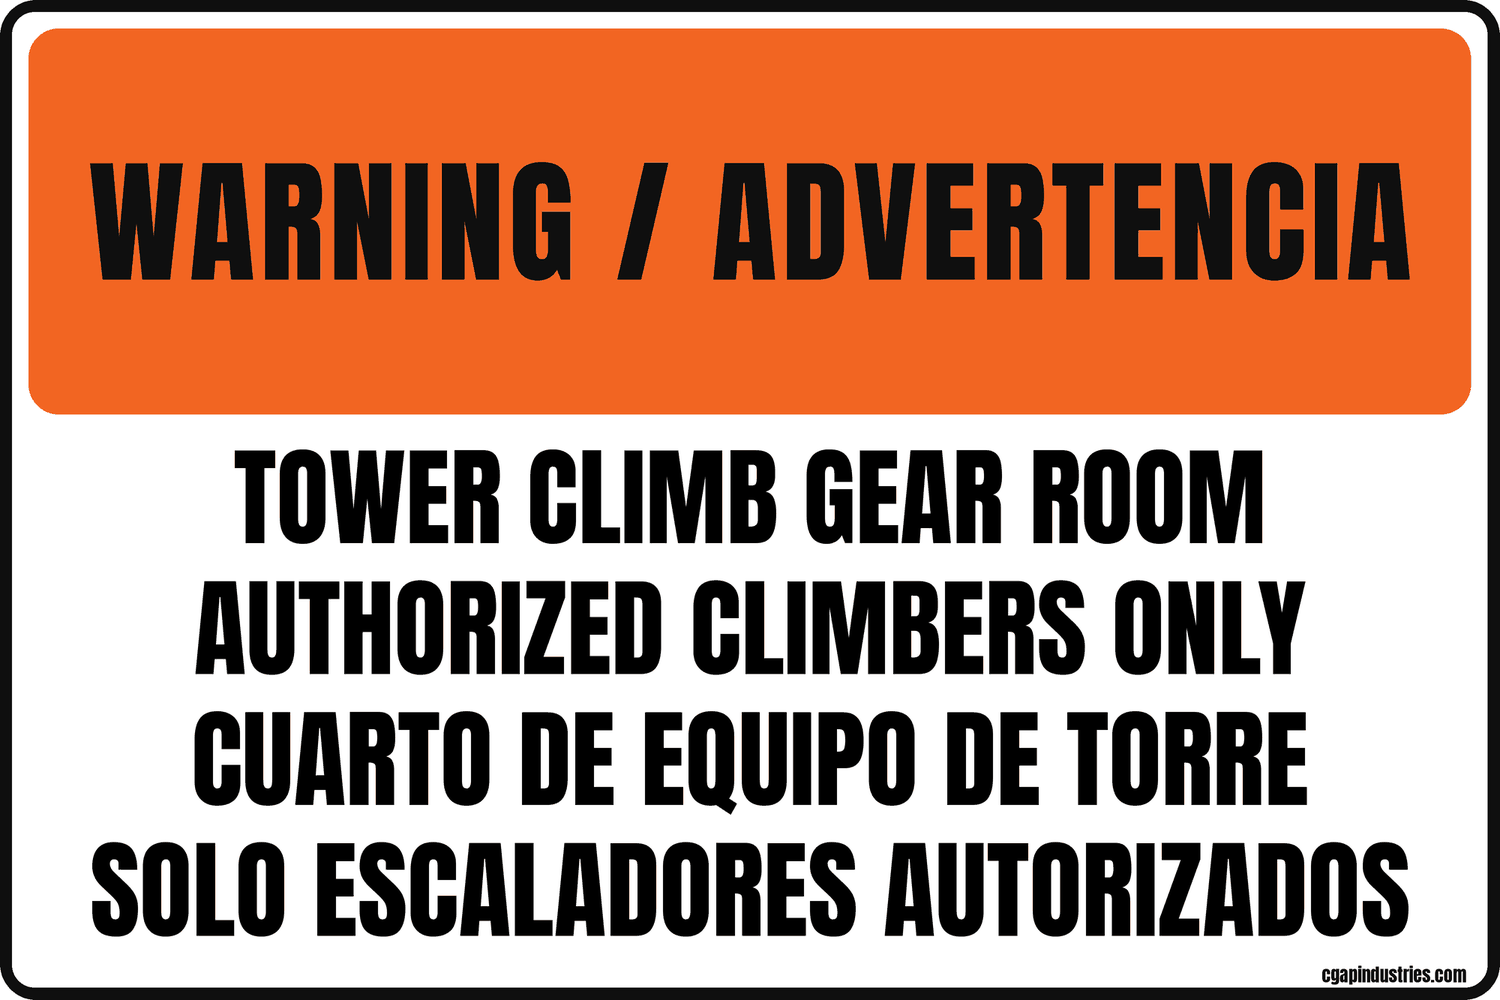 WARNING / ADVERTENCIA
TOWER CLIMB GEAR ROOM
AUTHORIZED CLIMBERS ONLY
CUARTO DE EQUIPO DE TORRE
SOLO ESCALADORES AUTORIZADOS
cgapindustries.com